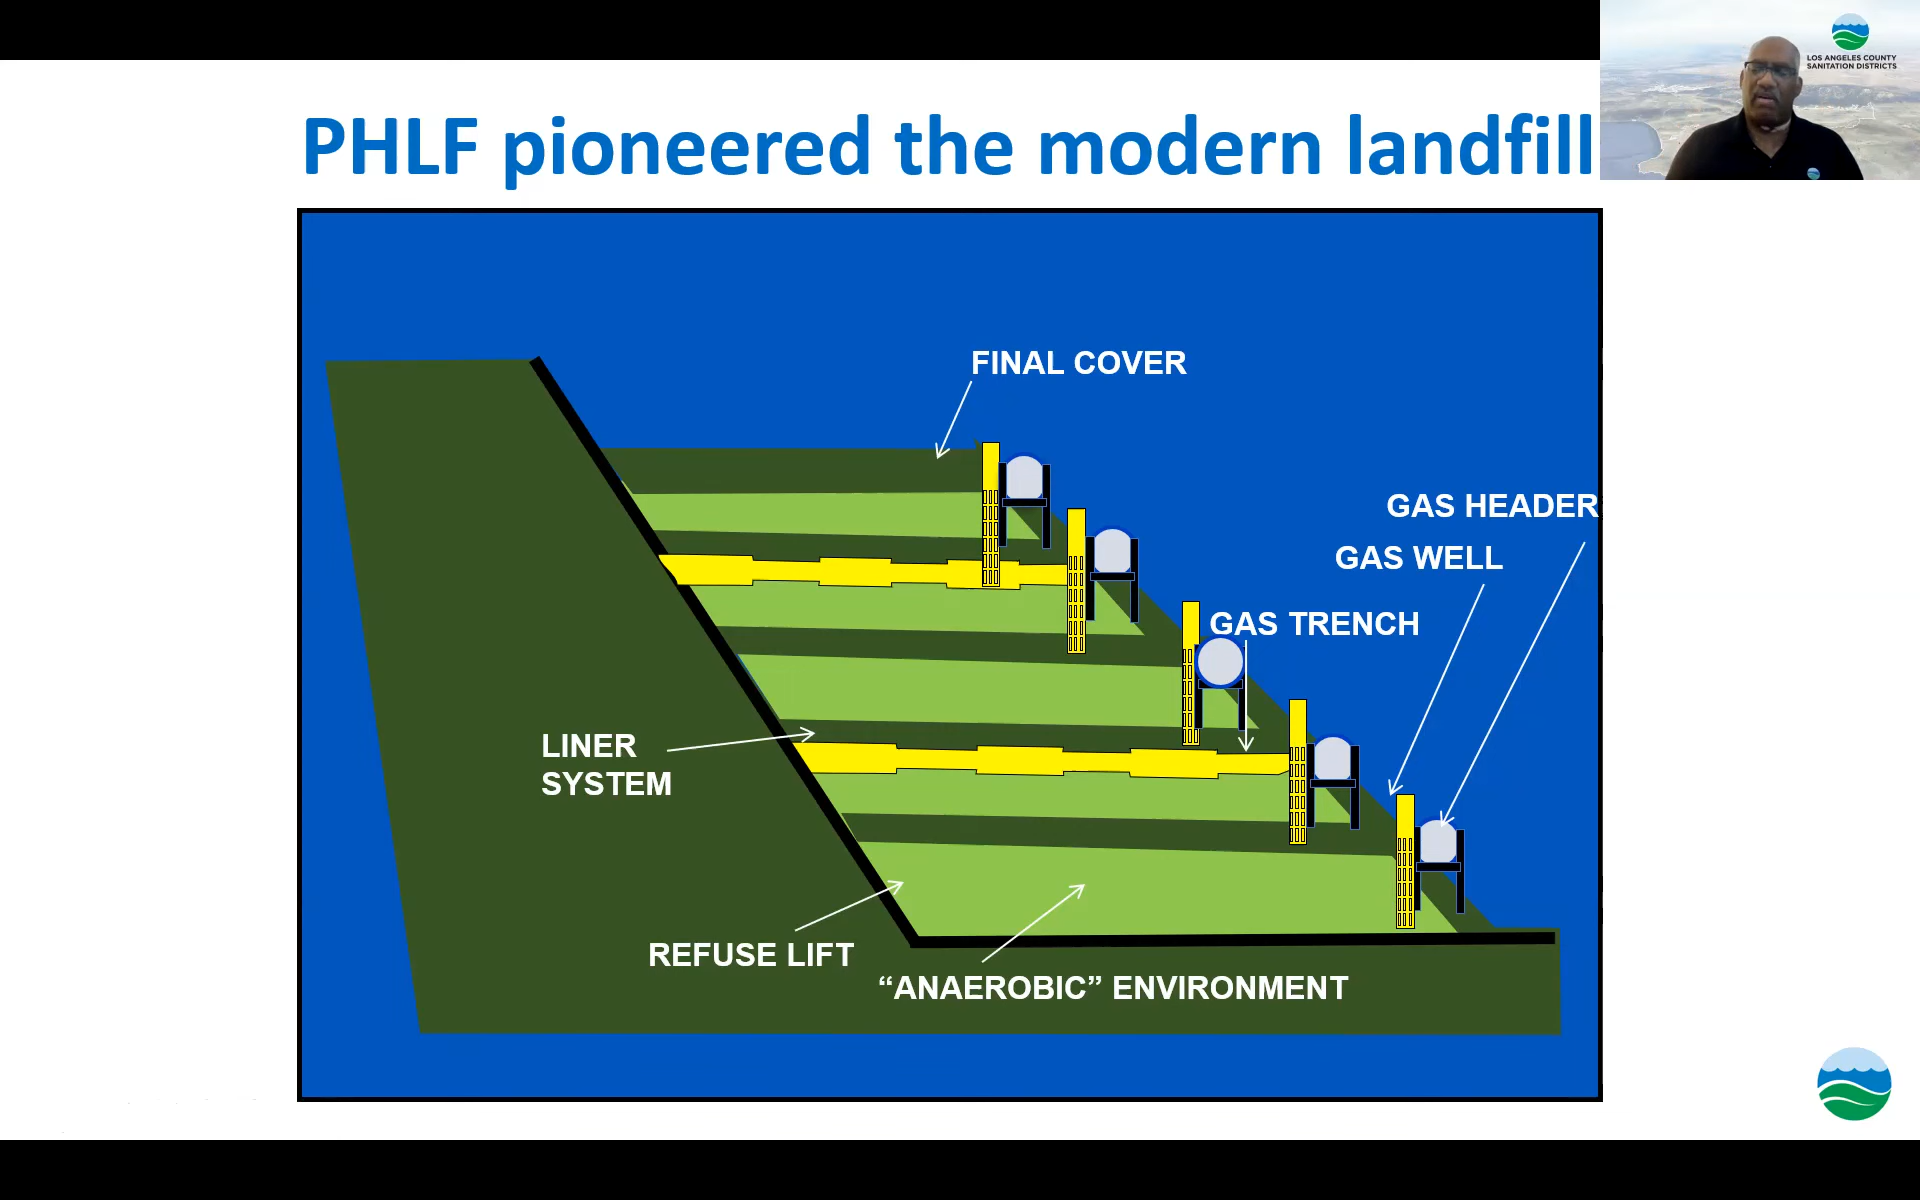 LOS ANGELES COUNTY
SANITATION DISTRICTS
PHLF pioneered the modern landfill
FINAL COVER
GAS HEADER
GAS WELL
GAS TRENCH
LINER
SYSTEM
REFUSE LIFT
“ANAEROBIC” ENVIRONMENT